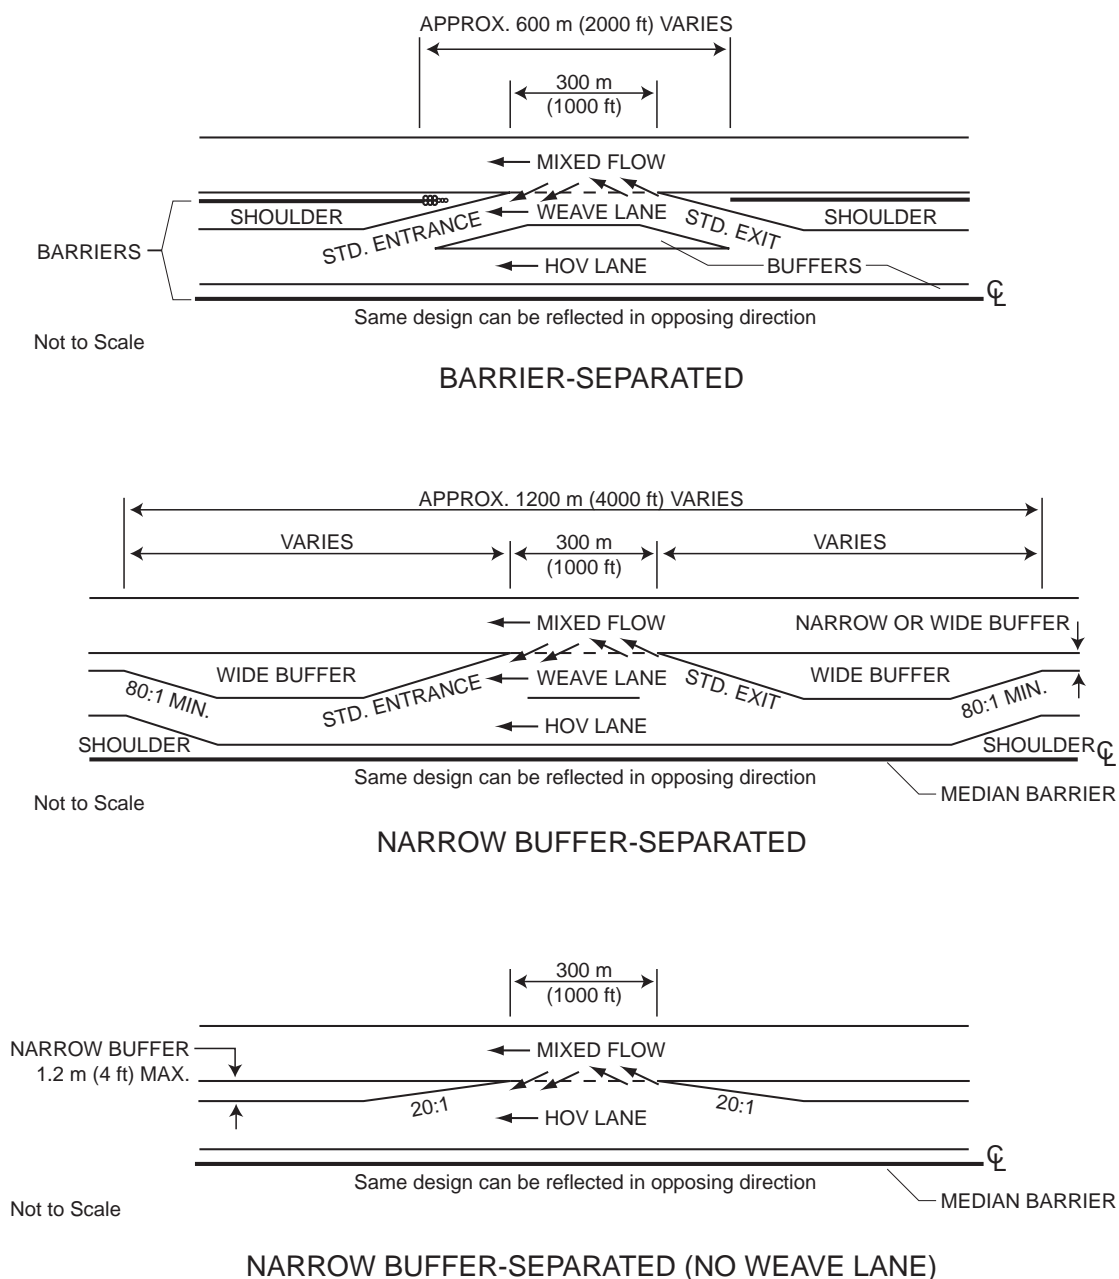 APPROX. 600 m (2000 ft) VARIES
300 m
(1000 ft)
MIXED FLOW
SHOULDER
WEAVE LANE
SHOULDER
STD. ENTRANCE
STD. EXIT
BARRIERS
HOV LANE
BUFFERS
℄
Same design can be reflected in opposing direction
Not to Scale
BARRIER-SEPARATED
APPROX. 1200 m (4000 ft) VARIES
VARIES
300 m
(1000 ft)
VARIES
MIXED FLOW
NARROW OR WIDE BUFFER
WIDE BUFFER
WEAVE LANE
WIDE BUFFER
80:1 MIN.
STD. ENTRANCE
STD. EXIT
80:1 MIN.
HOV LANE
SHOULDER
SHOULDER
℄
Same design can be reflected in opposing direction
MEDIAN BARRIER
Not to Scale
NARROW BUFFER-SEPARATED
300 m
(1000 ft)
NARROW BUFFER
1.2 m (4 ft) MAX.
MIXED FLOW
20:1
20:1
HOV LANE
℄
Same design can be reflected in opposing direction
MEDIAN BARRIER
Not to Scale
NARROW BUFFER-SEPARATED (NO WEAVE LANE)